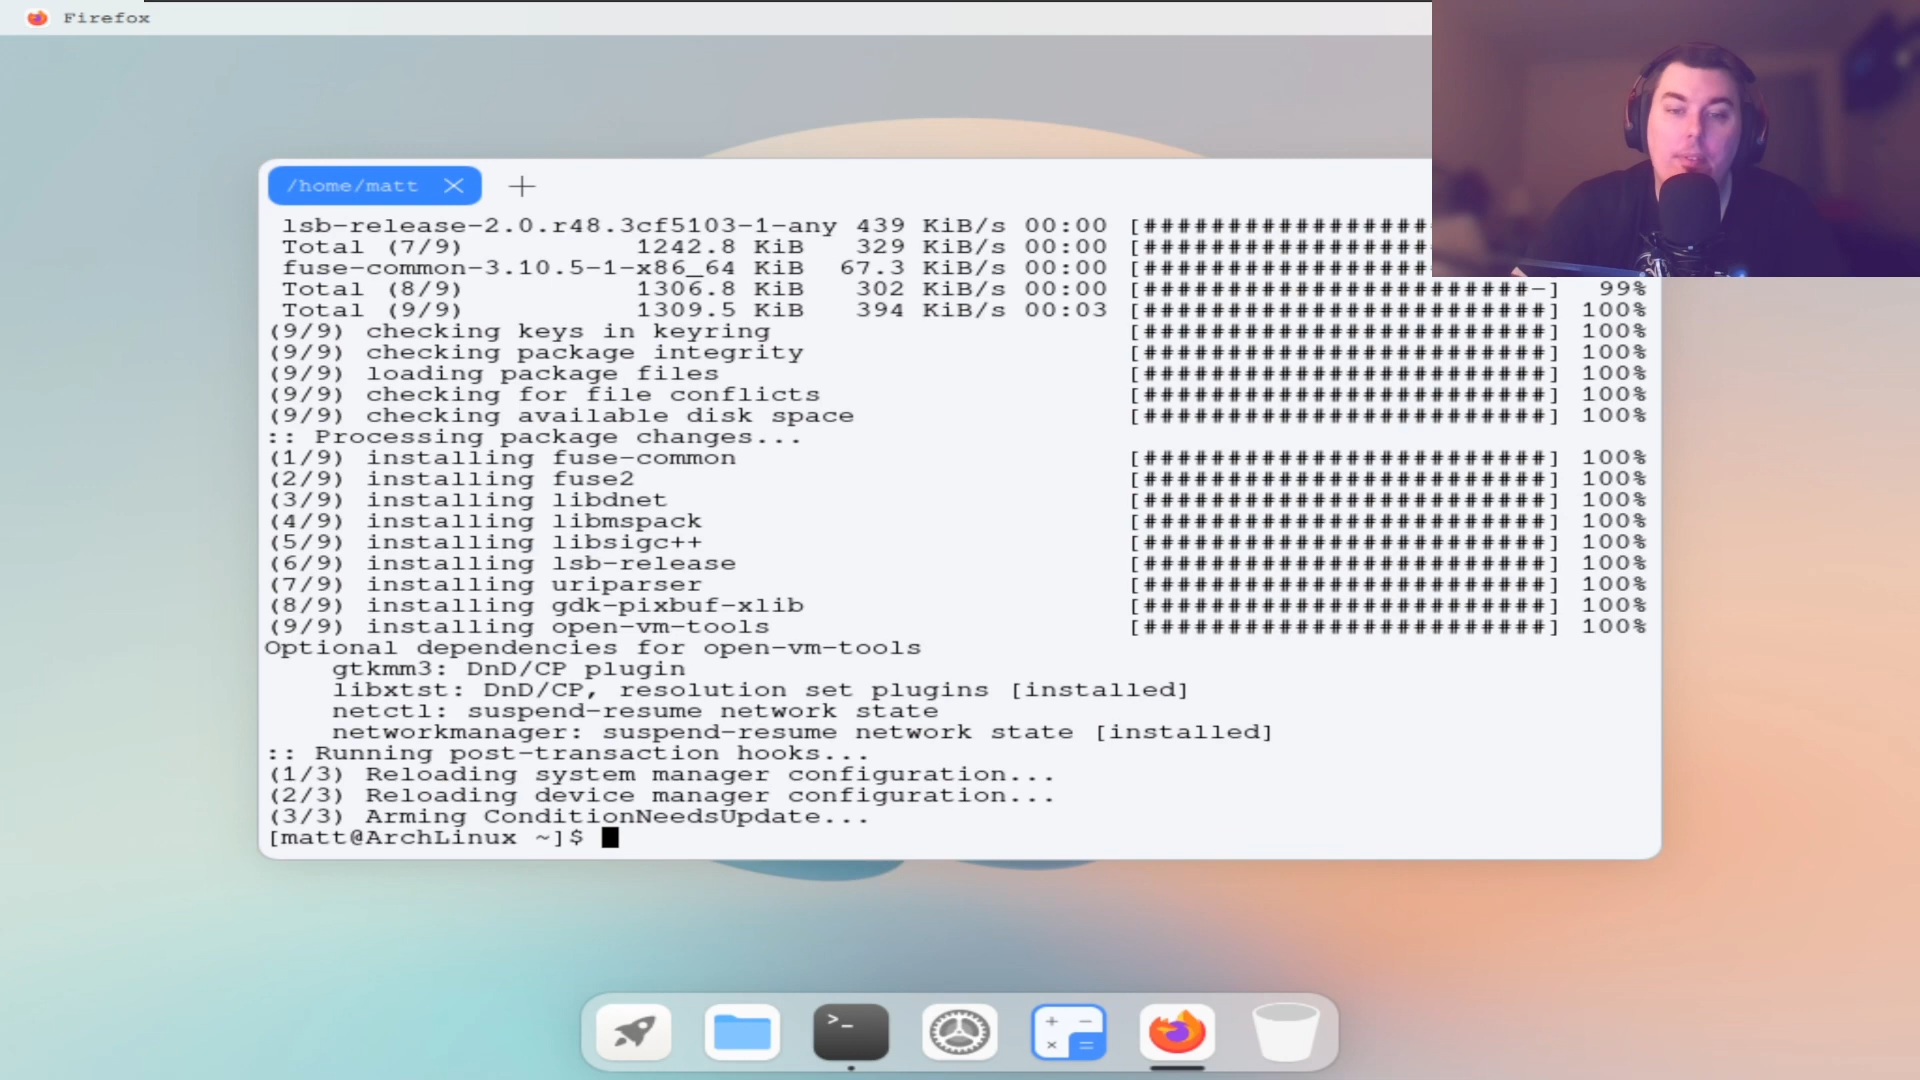 Firefox
/home/matt
lsb-release-2.0.r48.3cf5103-1-any 439 KiB/s 00:00 [########################
Total (7/9) 1242.8 KiB 329 KiB/s 00:00 [#################
fuse-common-3.10.5-1-x86_64 KiB 67.3 KiB/s 00:00 [#################
Total (8/9) 1306.8 KiB 302 KiB/s 00:00 [#######################-] 99%
Total (9/9) 1309.5 KiB 394 KiB/s 00:03 [########################] 100%
(9/9) checking keys in keyring [########################] 100%
(9/9) checking package integrity [########################] 100%
(9/9) loading package files [########################] 100%
(9/9) checking for file conflicts [########################] 100%
(9/9) checking available disk space [########################] 100%
:: Processing package changes...
(1/9) installing fuse-common [########################] 100%
(2/9) installing fuse2 [########################] 100%
(3/9) installing libdnet [########################] 100%
(4/9) installing libmspack [########################] 100%
(5/9) installing libsigc++ [########################] 100%
(6/9) installing lsb-release [########################] 100%
(7/9) installing uriparser [########################] 100%
(8/9) installing gdk-pixbuf-xlib [########################] 100%
(9/9) installing open-vm-tools [########################] 100%
Optional dependencies for open-vm-tools
gtkmm3: DnD/CP plugin
libxtst: DnD/CP, resolution set plugins [installed]
netctl: suspend-resume network state
networkmanager: suspend-resume network state [installed]
:: Running post-transaction hooks...
(1/3) Reloading system manager configuration...
(2/3) Reloading device manager configuration...
(3/3) Arming ConditionNeedsUpdate...
[matt@ArchLinux ~]$
>_